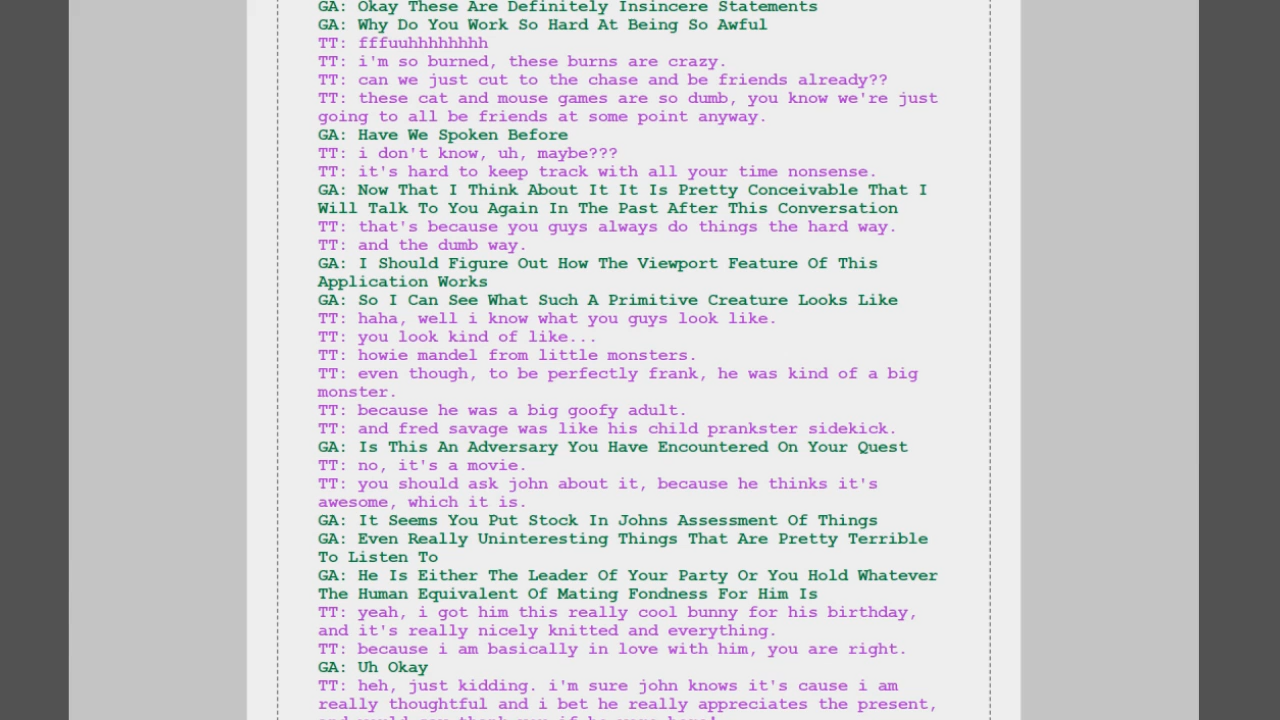 GA: Okay These Are Definitely Insincere Statements
GA: Why Do You Work So Hard At Being So Awful
TT: fffuuhhhhhhhh
TT: i'm so burned, these burns are crazy.
TT: can we just cut to the chase and be friends already??
TT: these cat and mouse games are so dumb, you know we're just
going to all be friends at some point anyway.
GA: Have We Spoken Before
TT: i don't know, uh, maybe???
TT: it's hard to keep track with all your time nonsense.
GA: Now That I Think About It It Is Pretty Conceivable That I
Will Talk To You Again In The Past After This Conversation
TT: that's because you guys always do things the hard way.
TT: and the dumb way.
GA: I Should Figure Out How The Viewport Feature Of This
Application Works
GA: So I Can See What Such A Primitive Creature Looks Like
TT: haha, well i know what you guys look like.
TT: you look kind of like...
TT: howie mandel from little monsters.
TT: even though, to be perfectly frank, he was kind of a big
monster.
TT: because he was a big goofy adult.
TT: and fred savage was like his child prankster sidekick.
GA: Is This An Adversary You Have Encountered On Your Quest
TT: no, it's a movie.
TT: you should ask john about it, because he thinks it's
awesome, which it is.
GA: It Seems You Put Stock In Johns Assessment Of Things
GA: Even Really Uninteresting Things That Are Pretty Terrible
To Listen To
GA: He Is Either The Leader Of Your Party Or You Hold Whatever
The Human Equivalent Of Mating Fondness For Him Is
TT: yeah, i got him this really cool bunny for his birthday,
and it's really nicely knitted and everything.
TT: because i am basically in love with him, you are right.
GA: Uh Okay
TT: heh, just kidding. i'm sure john knows it's cause i am
really thoughtful and i bet he really appreciates the present,